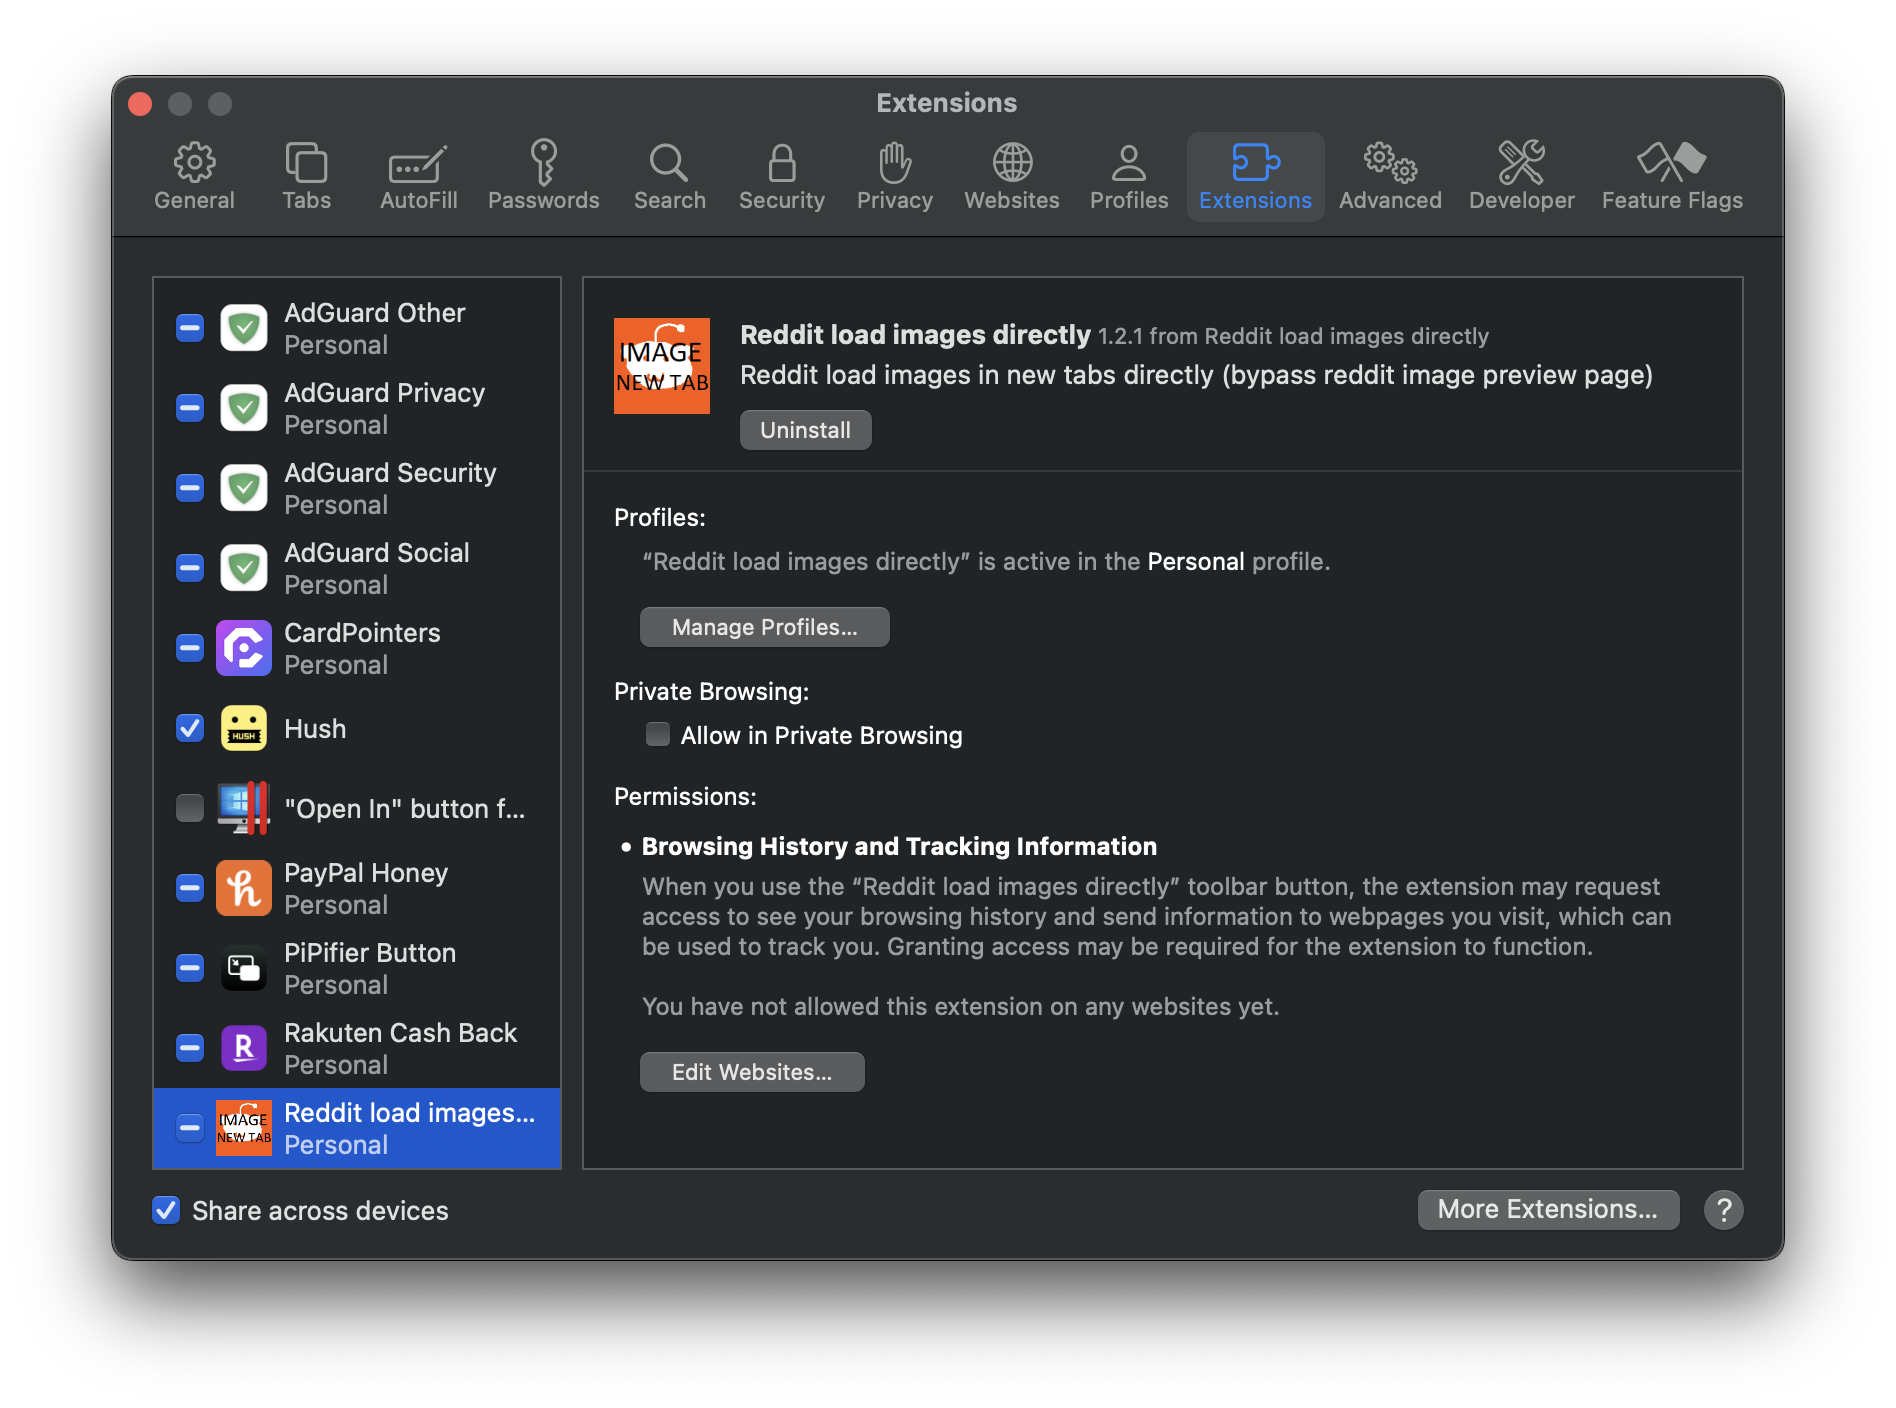 Extensions
General
Tabs
AutoFill
Passwords
Search
Security
Privacy
Websites
Profiles
Extensions
Advanced
Developer
Feature Flags
AdGuard Other
Personal
AdGuard Privacy
Personal
AdGuard Security
Personal
AdGuard Social
Personal
CardPointers
Personal
HUSH
Hush
"Open In" button f...
PayPal Honey
Personal
PiPifier Button
Personal
R
Rakuten Cash Back
Personal
IMAGE
NEW TAB
Reddit load images...
Personal
Share across devices
IMAGE
NEW TAB
Reddit load images directly 1.2.1 from Reddit load images directly
Reddit load images in new tabs directly (bypass reddit image preview page)
Uninstall
Profiles:
“Reddit load images directly” is active in the Personal profile.
Manage Profiles...
Private Browsing:
Allow in Private Browsing
Permissions:
• Browsing History and Tracking Information
When you use the “Reddit load images directly” toolbar button, the extension may request
access to see your browsing history and send information to webpages you visit, which can
be used to track you. Granting access may be required for the extension to function.
You have not allowed this extension on any websites yet.
Edit Websites...
More Extensions...
?